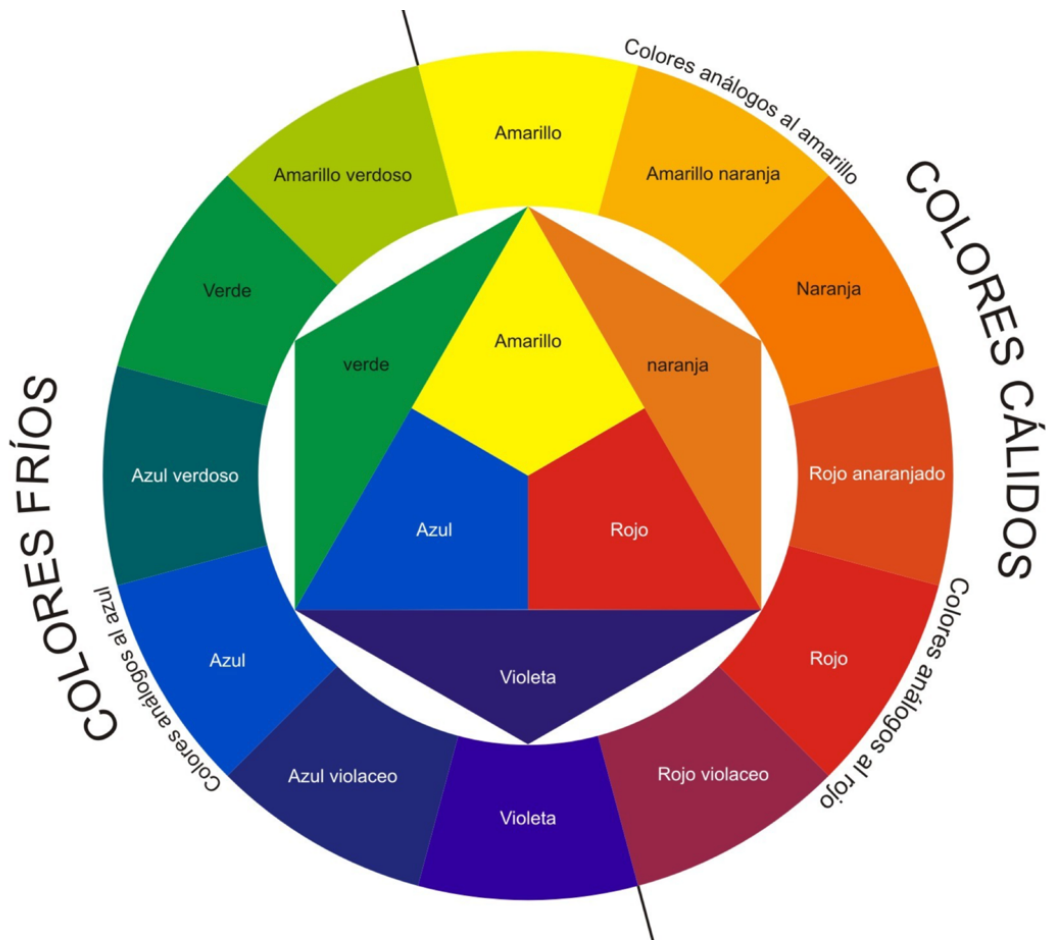 Colores análogos al amarillo
COLORES CÁLIDOS
Colores análogos al rojo
COLORES FRÍOS
Colores análogos al azul
Amarillo
Amarillo naranja
Naranja
Rojo anaranjado
Rojo
Rojo violaceo
Violeta
Azul violaceo
Azul
Azul verdoso
Verde
Amarillo verdoso
Amarillo
verde
naranja
Azul
Rojo
Violeta